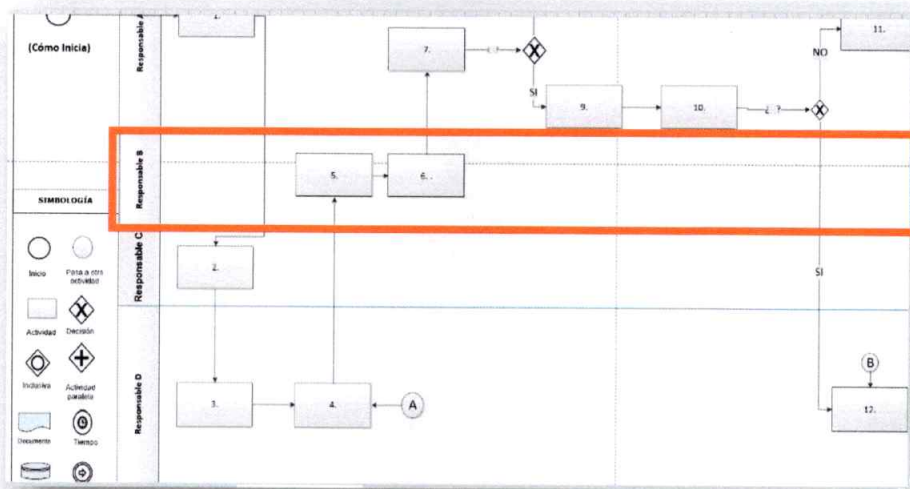 (Cómo Inicia)
Responsable A
1.
7.
NO
11.
SI
9.
10.
Responsable B
5.
6.
SIMBOLOGÍA
Responsable C
2.
Inicio
Pasa a otra
actividad
Actividad
Decisión
SI
Inclusiva
Actividad
paralela
Responsable D
3.
4.
A
B
12.
Documento
Tiempo